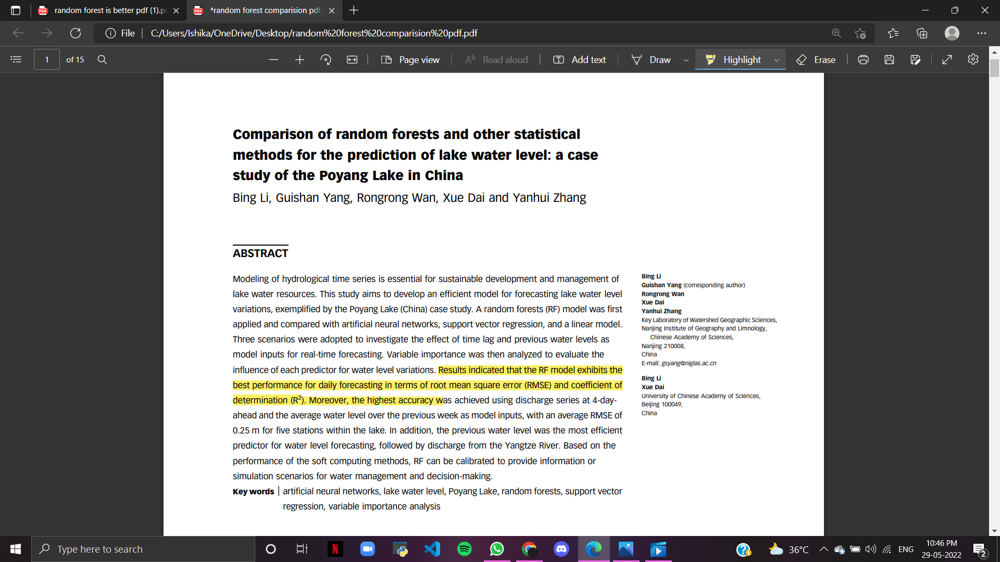 random forest is better pdf (1).p
*random forest comparision pdf.
File
C:/Users/Ishika/OneDrive/Desktop/random%20forest%20comparision%20pdf.pdf
1 of 15
Page view
Read aloud
Add text
Draw
Highlight
Erase
Comparison of random forests and other statistical
methods for the prediction of lake water level: a case
study of the Poyang Lake in China
Bing Li, Guishan Yang, Rongrong Wan, Xue Dai and Yanhui Zhang
ABSTRACT
Modeling of hydrological time series is essential for sustainable development and management of
lake water resources. This study aims to develop an efficient model for forecasting lake water level
variations, exemplified by the Poyang Lake (China) case study. A random forests (RF) model was first
applied and compared with artificial neural networks, support vector regression, and a linear model.
Three scenarios were adopted to investigate the effect of time lag and previous water levels as
model inputs for real-time forecasting. Variable importance was then analyzed to evaluate the
influence of each predictor for water level variations. Results indicated that the RF model exhibits the
best performance for daily forecasting in terms of root mean square error (RMSE) and coefficient of
determination (R²). Moreover, the highest accuracy was achieved using discharge series at 4-day-
ahead and the average water level over the previous week as model inputs, with an average RMSE of
0.25 m for five stations within the lake. In addition, the previous water level was the most efficient
predictor for water level forecasting, followed by discharge from the Yangtze River. Based on the
performance of the soft computing methods, RF can be calibrated to provide information or
simulation scenarios for water management and decision-making.
Key words | artificial neural networks, lake water level, Poyang Lake, random forests, support vector
regression, variable importance analysis
Bing Li
Guishan Yang (corresponding author)
Rongrong Wan
Xue Dai
Yanhui Zhang
Key Laboratory of Watershed Geographic Sciences,
Nanjing Institute of Geography and Limnology,
Chinese Academy of Sciences,
Nanjing 210008,
China
E-mail: gsyang@niglas.ac.cn
Bing Li
Xue Dai
University of Chinese Academy of Sciences,
Beijing 100049,
China
Type here to search
36°C
ENG
10:46 PM
29-05-2022
2